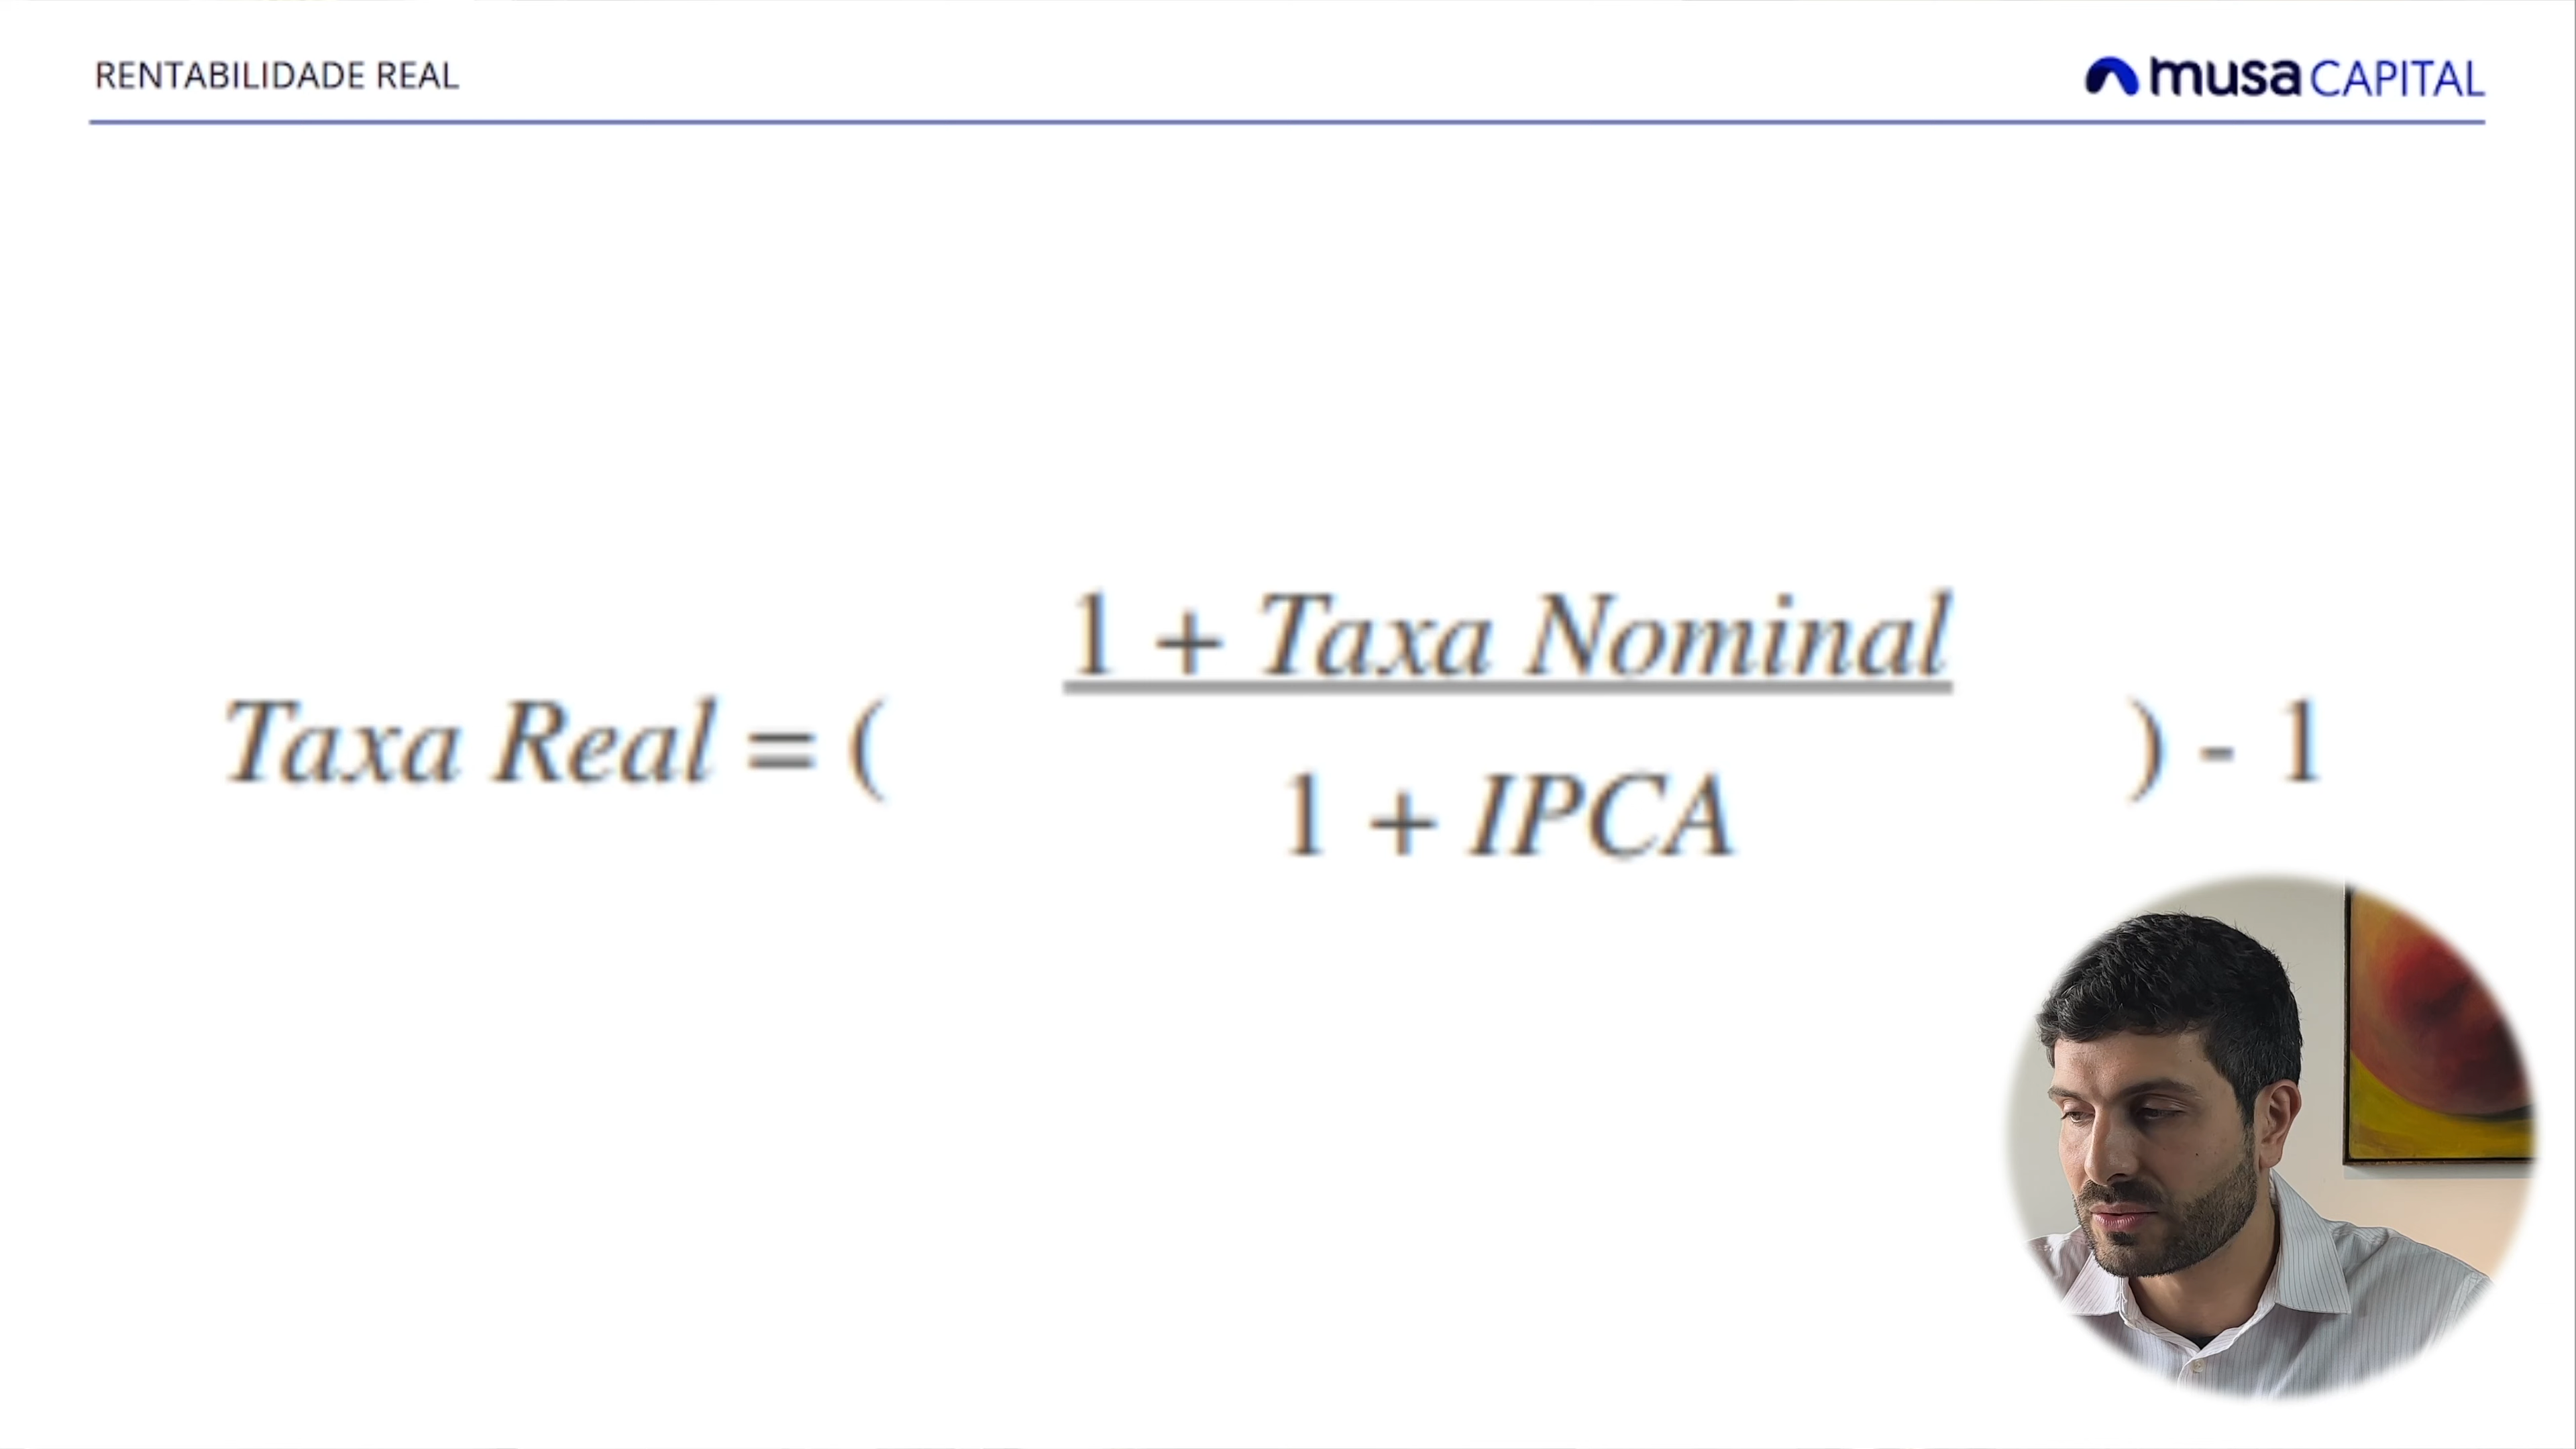 RENTABILIDADE REAL
musa CAPITAL
1 + Taxa Nominal
Taxa Real = ( ) - 1
1 + IPCA